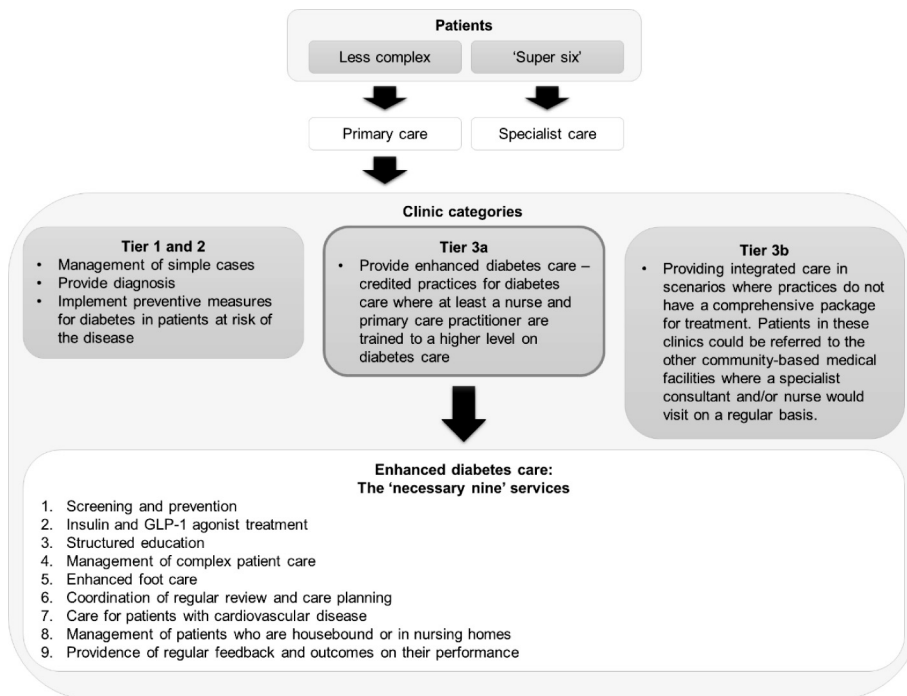 Patients
Less complex
‘Super six’
Primary care
Specialist care
Clinic categories
Tier 1 and 2
• Management of simple cases
• Provide diagnosis
• Implement preventive measures
for diabetes in patients at risk of
the disease
Tier 3a
• Provide enhanced diabetes care –
credited practices for diabetes
care where at least a nurse and
primary care practitioner are
trained to a higher level on
diabetes care
Tier 3b
• Providing integrated care in
scenarios where practices do not
have a comprehensive package
for treatment. Patients in these
clinics could be referred to the
other community-based medical
facilities where a specialist
consultant and/or nurse would
visit on a regular basis.
Enhanced diabetes care:
The ‘necessary nine’ services
1. Screening and prevention
2. Insulin and GLP-1 agonist treatment
3. Structured education
4. Management of complex patient care
5. Enhanced foot care
6. Coordination of regular review and care planning
7. Care for patients with cardiovascular disease
8. Management of patients who are housebound or in nursing homes
9. Providence of regular feedback and outcomes on their performance